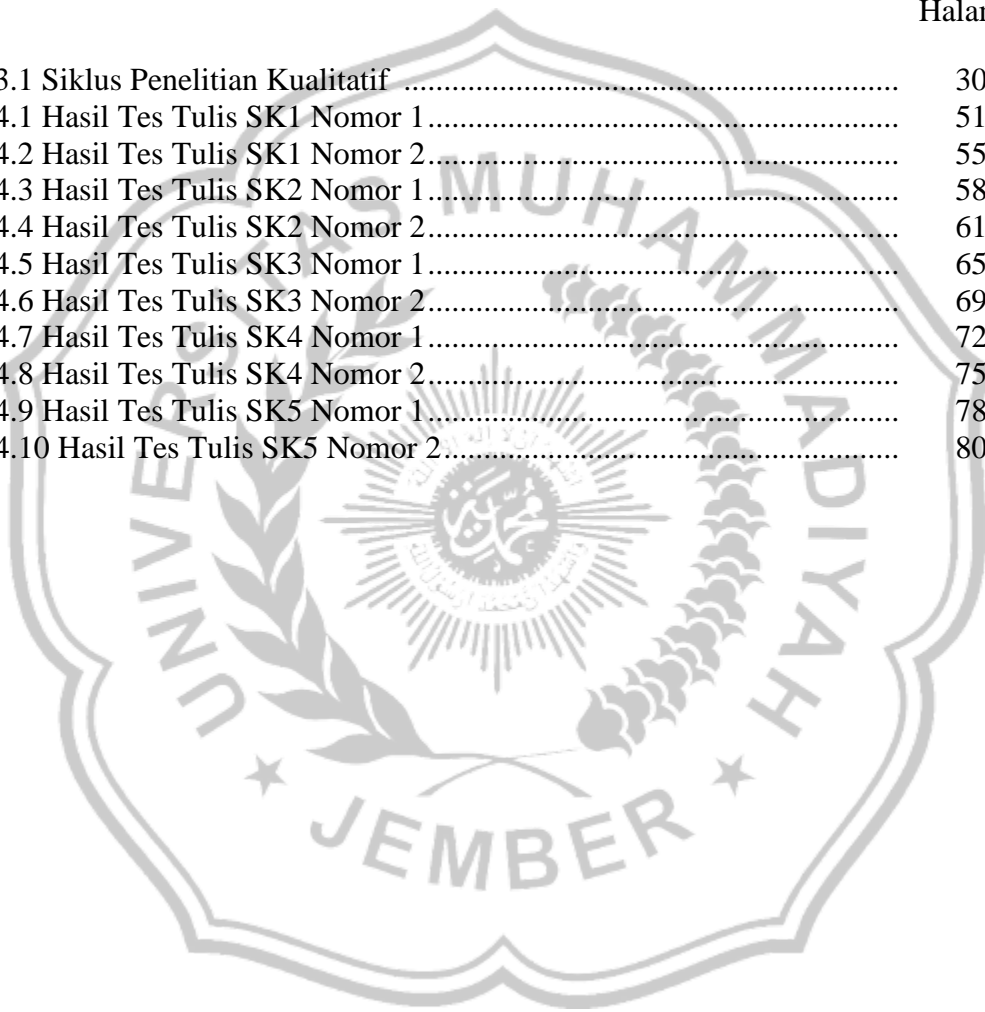 Halar
3.1 Siklus Penelitian Kualitatif ........................................................... 30
4.1 Hasil Tes Tulis SK1 Nomor 1 ........................................................ 51
4.2 Hasil Tes Tulis SK1 Nomor 2 ........................................................ 55
4.3 Hasil Tes Tulis SK2 Nomor 1 ........................................................ 58
4.4 Hasil Tes Tulis SK2 Nomor 2 ........................................................ 61
4.5 Hasil Tes Tulis SK3 Nomor 1 ........................................................ 65
4.6 Hasil Tes Tulis SK3 Nomor 2 ........................................................ 69
4.7 Hasil Tes Tulis SK4 Nomor 1 ........................................................ 72
4.8 Hasil Tes Tulis SK4 Nomor 2 ........................................................ 75
4.9 Hasil Tes Tulis SK5 Nomor 1 ........................................................ 78
4.10 Hasil Tes Tulis SK5 Nomor 2 ...................................................... 80
UNIVERSITAS MUHAMMADIYAH
JEMBER